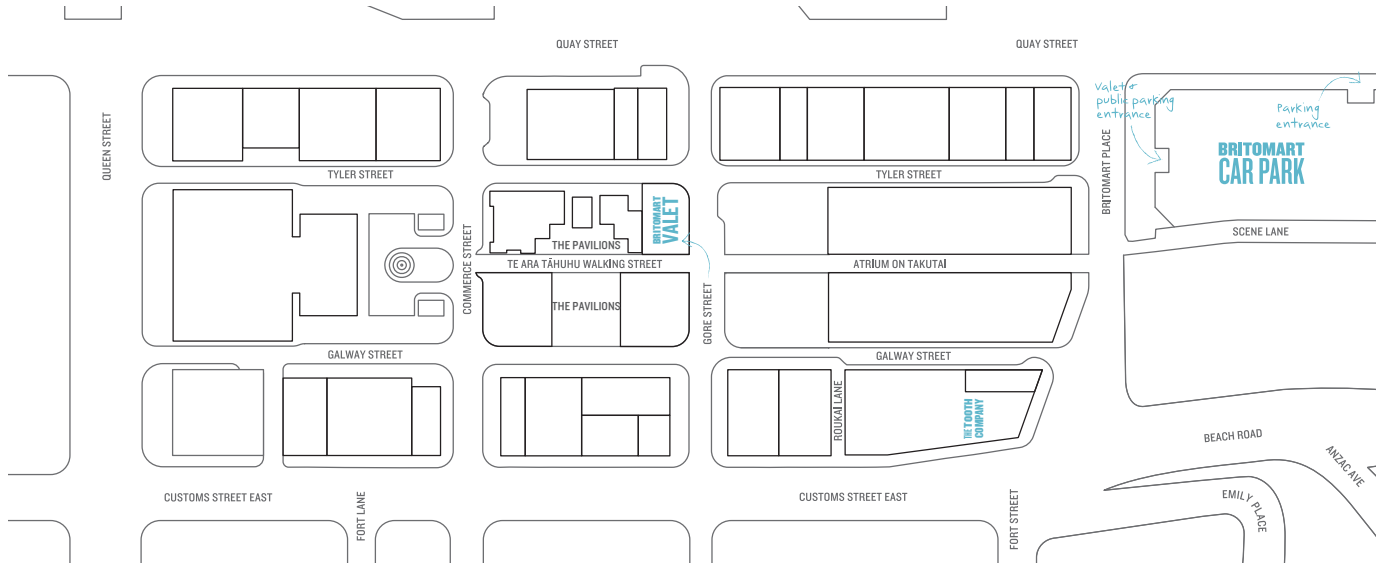 QUAY STREET
QUAY STREET
Valet &
public parking
entrance
Parking
entrance
QUEEN STREET
BRITOMART PLACE
BRITOMART
CAR PARK
TYLER STREET
TYLER STREET
BRITOMART
VALET
COMMERCE STREET
THE PAVILIONS
SCENE LANE
TE ARA TĀHUHU WALKING STREET
ATRIUM ON TAKUTAI
THE PAVILIONS
GORE STREET
GALWAY STREET
GALWAY STREET
ROUKAI LANE
THE TOOTH
COMPANY
BEACH ROAD
ANZAC AVE
CUSTOMS STREET EAST
CUSTOMS STREET EAST
EMILY PLACE
FORT LANE
FORT STREET